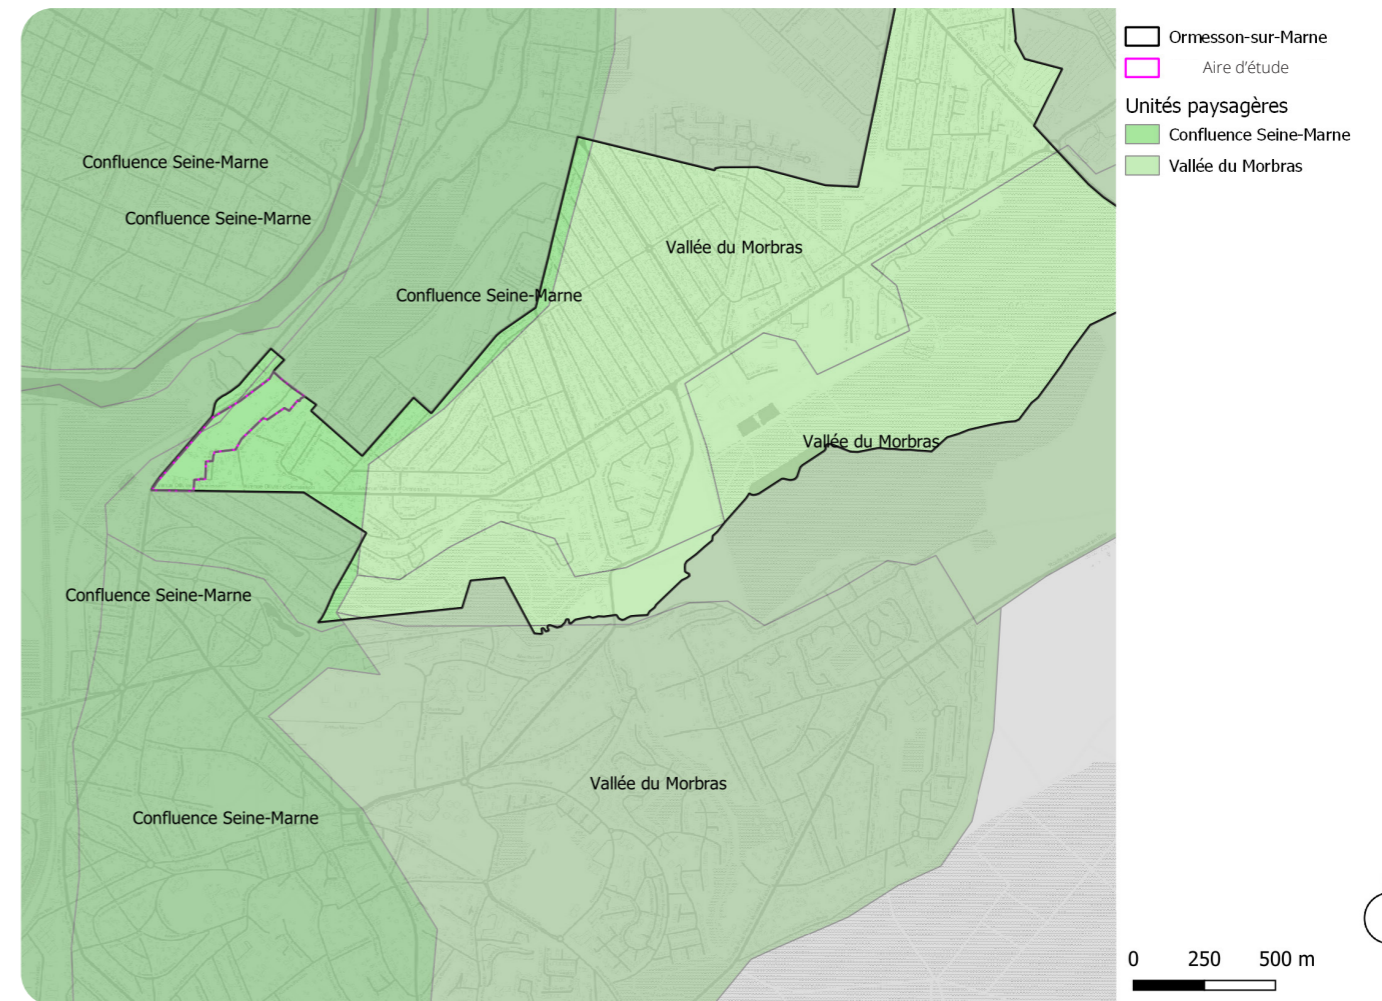 Ormesson-sur-Marne
Aire d'étude
Unités paysagères
Confluence Seine-Marne
Vallée du Morbras
Confluence Seine-Marne
Confluence Seine-Marne
Vallée du Morbras
Confluence Seine-Marne
Vallée du Morbras
Confluence Seine-Marne
Vallée du Morbras
Confluence Seine-Marne
0 250 500 m